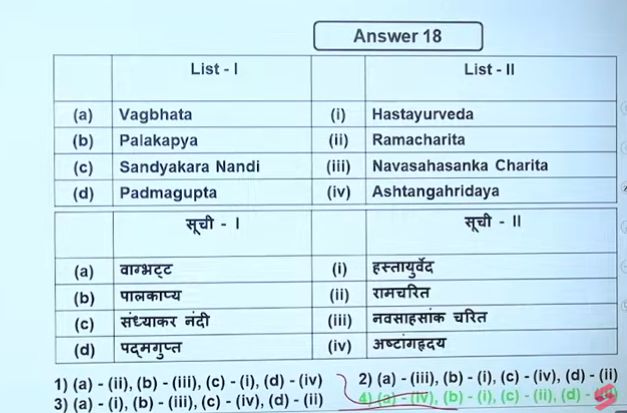 Answer 18
List - I List - II
(a) Vagbhata (i) Hastayurveda
(b) Palakapya (ii) Ramacharita
(c) Sandyakara Nandi (iii) Navasahasanka Charita
(d) Padmagupta (iv) Ashtangahridaya
सूची - I सूची - II
(a) वाग्भट्ट (i) हस्तायुर्वेद
(b) पालकाप्य (ii) रामचरित
(c) संध्याकर नंदी (iii) नवसाहसांक चरित
(d) पद्मगुप्त (iv) अष्टांगहृदय
1) (a) - (ii), (b) - (iii), (c) - (i), (d) - (iv) 2) (a) - (iii), (b) - (i), (c) - (iv), (d) - (ii)
3) (a) - (i), (b) - (iii), (c) - (iv), (d) - (ii) 4) (a) - (iv), (b) - (i), (c) - (ii), (d) -